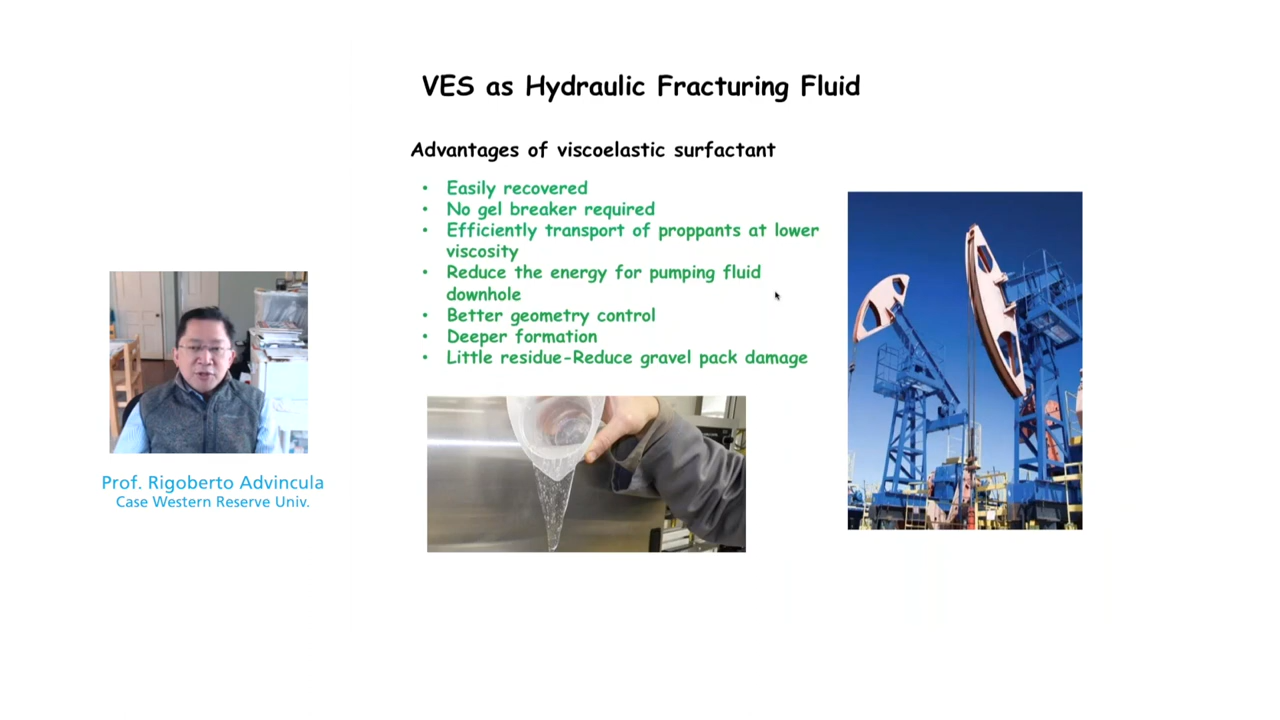 VES as Hydraulic Fracturing Fluid
Advantages of viscoelastic surfactant
• Easily recovered
• No gel breaker required
• Efficiently transport of proppants at lower
viscosity
• Reduce the energy for pumping fluid
downhole
• Better geometry control
• Deeper formation
• Little residue-Reduce gravel pack damage
Prof. Rigoberto Advincula
Case Western Reserve Univ.